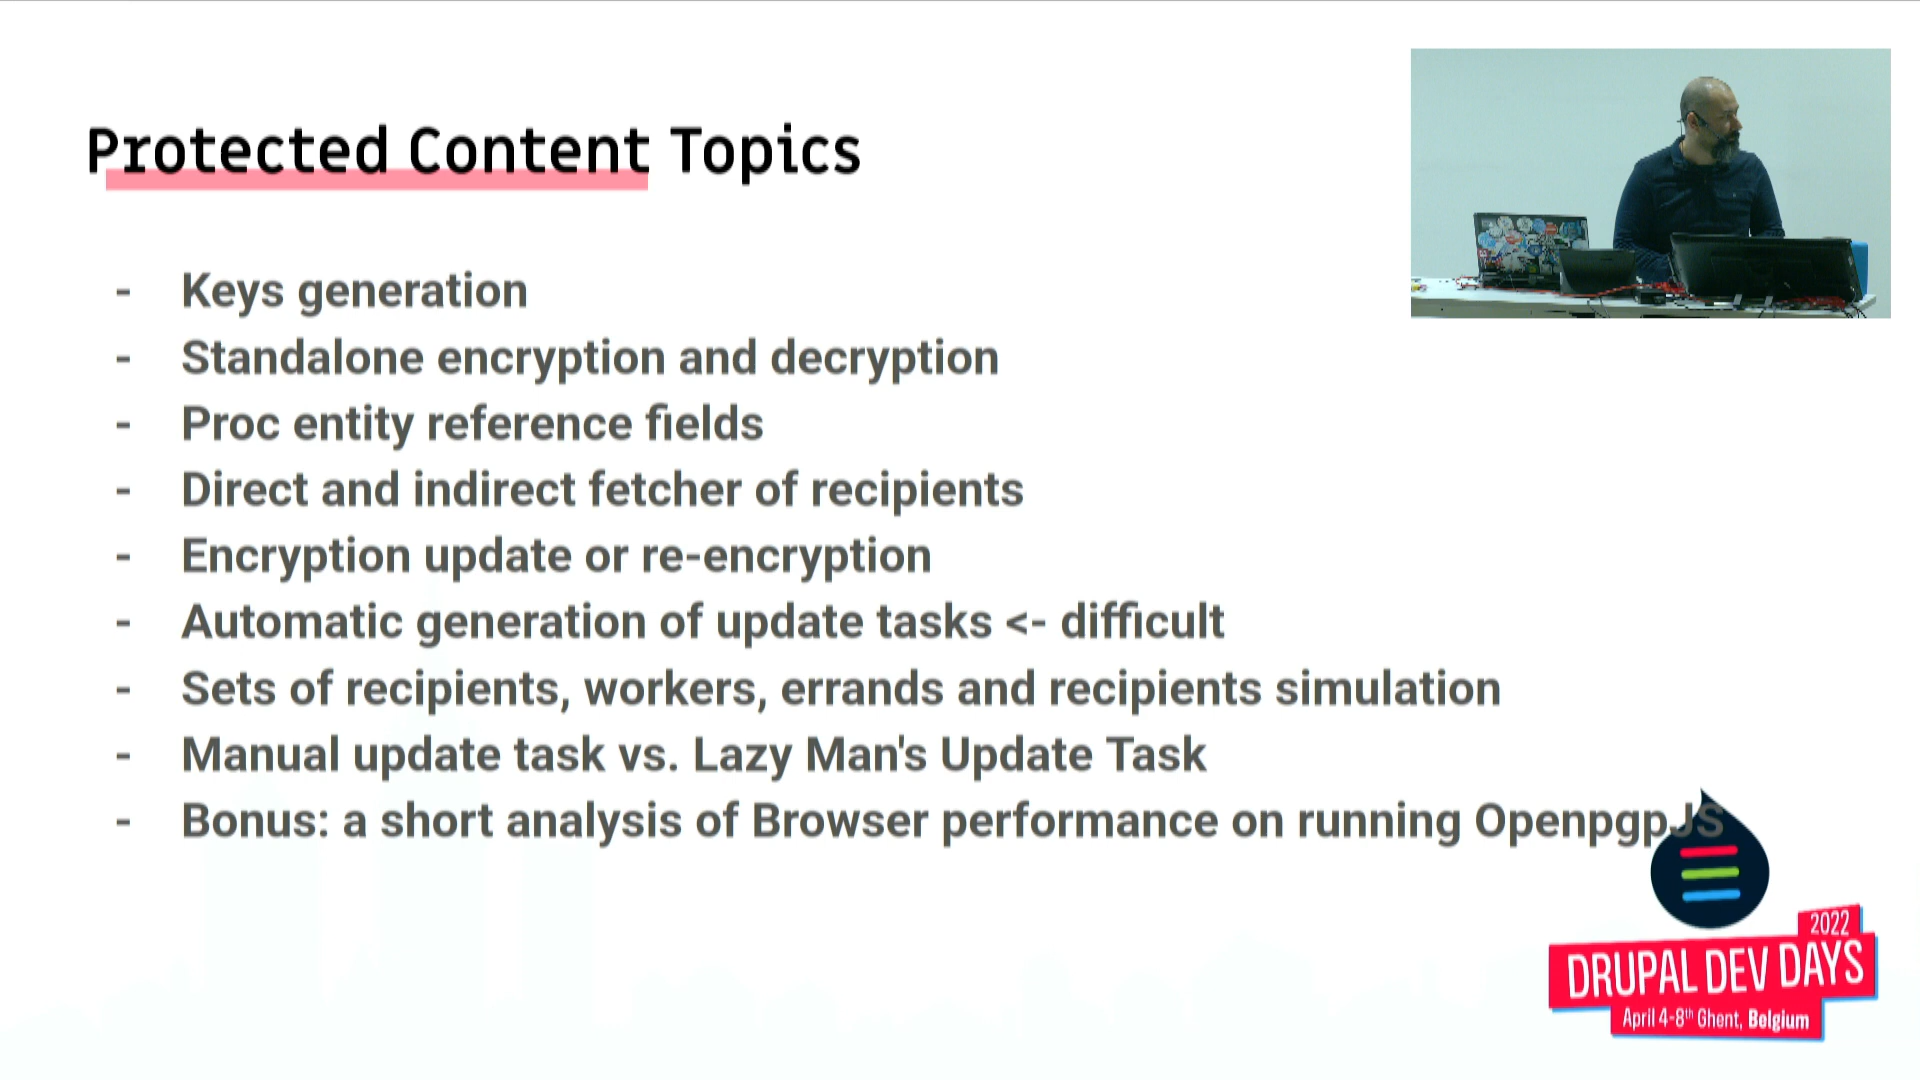 Protected Content Topics
- Keys generation
- Standalone encryption and decryption
- Proc entity reference fields
- Direct and indirect fetcher of recipients
- Encryption update or re-encryption
- Automatic generation of update tasks <- difficult
- Sets of recipients, workers, errands and recipients simulation
- Manual update task vs. Lazy Man's Update Task
- Bonus: a short analysis of Browser performance on running OpenpgpJS
2022
DRUPAL DEV DAYS
April 4-8th Ghent, Belgium